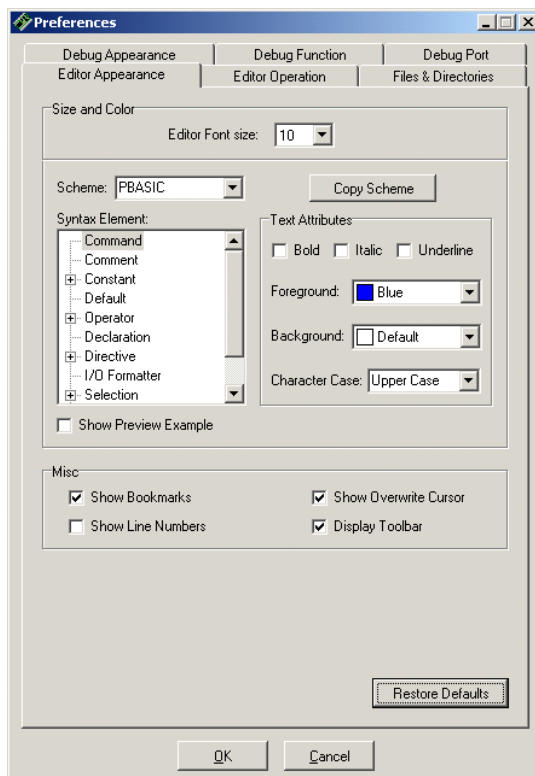 Preferences
Debug Appearance Debug Function Debug Port
Editor Appearance Editor Operation Files & Directories
Size and Color
Editor Font size: 10
Scheme: PBASIC Copy Scheme
Syntax Element:
Command
Comment
Constant
Default
Operator
Declaration
Directive
I/O Formatter
Selection
Text Attributes
Bold Italic Underline
Foreground: Blue
Background: Default
Character Case: Upper Case
Show Preview Example
Misc
Show Bookmarks Show Overwrite Cursor
Show Line Numbers Display Toolbar
Restore Defaults
OK Cancel